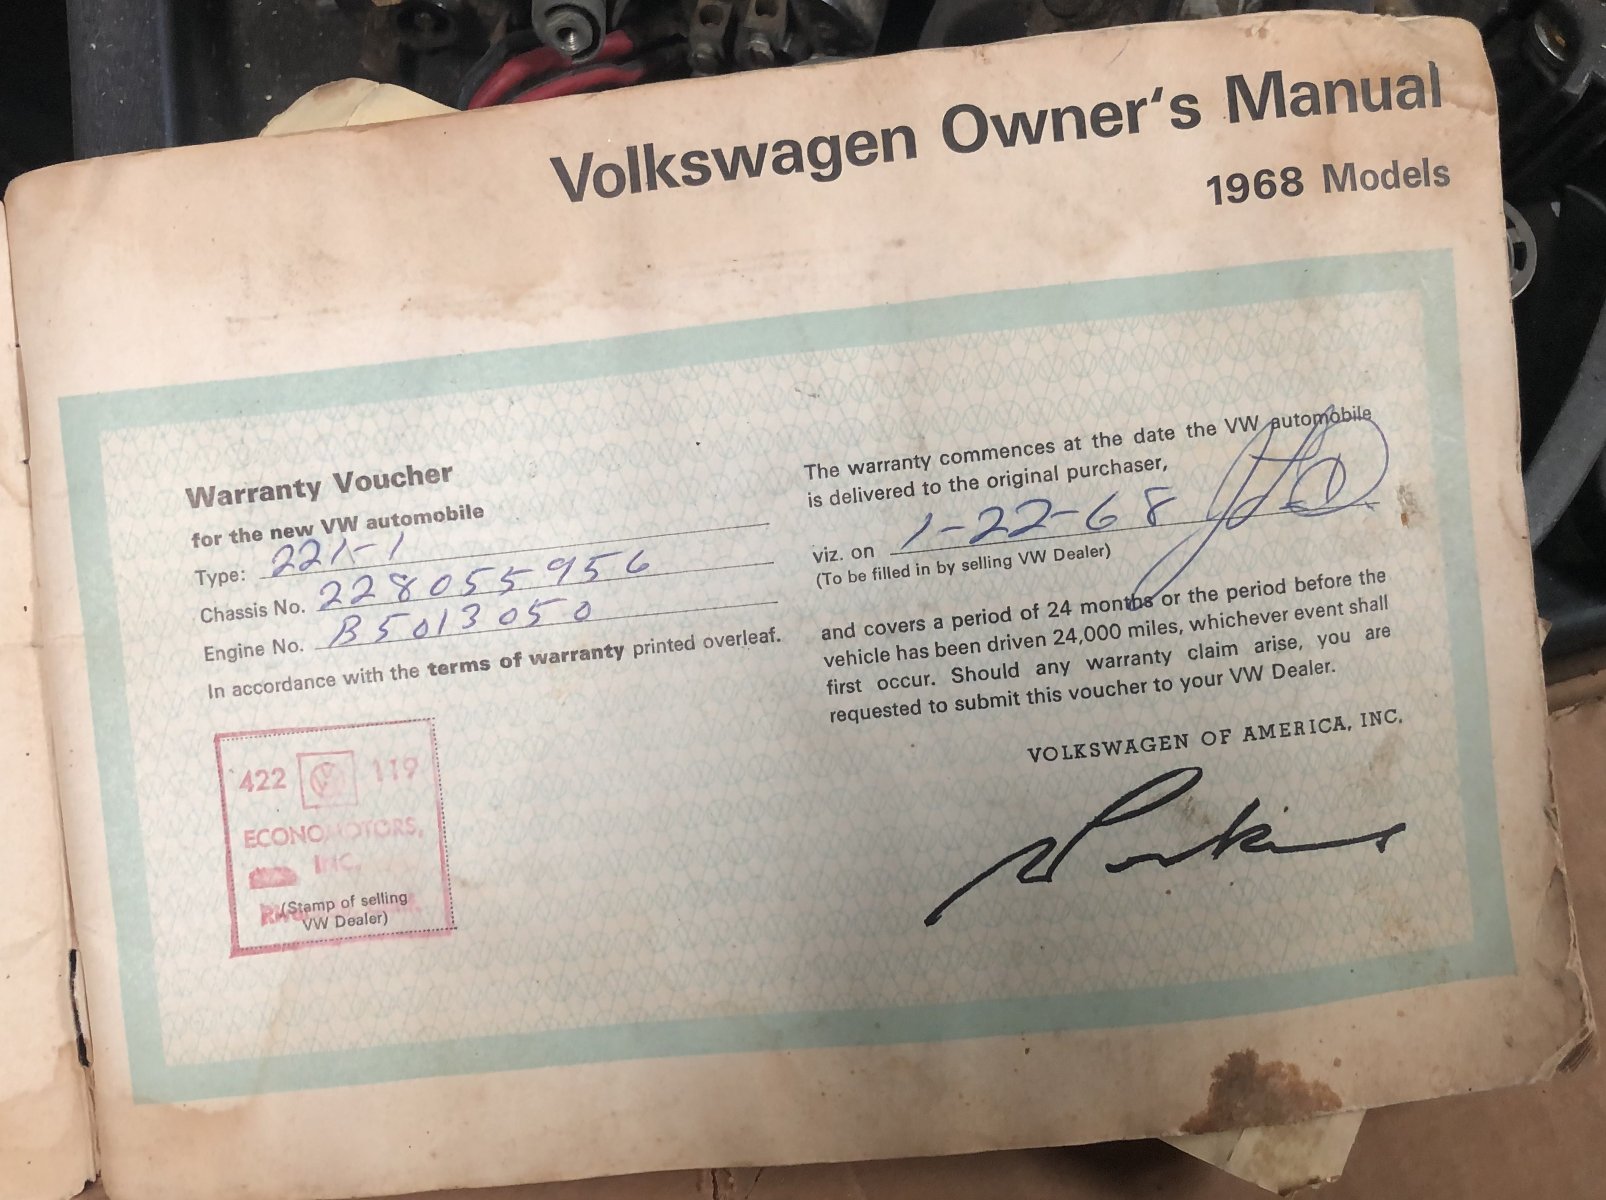 Volkswagen Owner's Manual
1968 Models
Warranty Voucher
for the new VW automobile
Type: 221-1
Chassis No. 228055956
Engine No. B5013050
In accordance with the terms of warranty printed overleaf.
422 119
ECONOMOTORS,
INC.
(Stamp of selling
VW Dealer)
The warranty commences at the date the VW automobile
is delivered to the original purchaser,
viz. on 1-22-68
(To be filled in by selling VW Dealer)
and covers a period of 24 months or the period before the
vehicle has been driven 24,000 miles, whichever event shall
first occur. Should any warranty claim arise, you are
requested to submit this voucher to your VW Dealer.
VOLKSWAGEN OF AMERICA, INC.